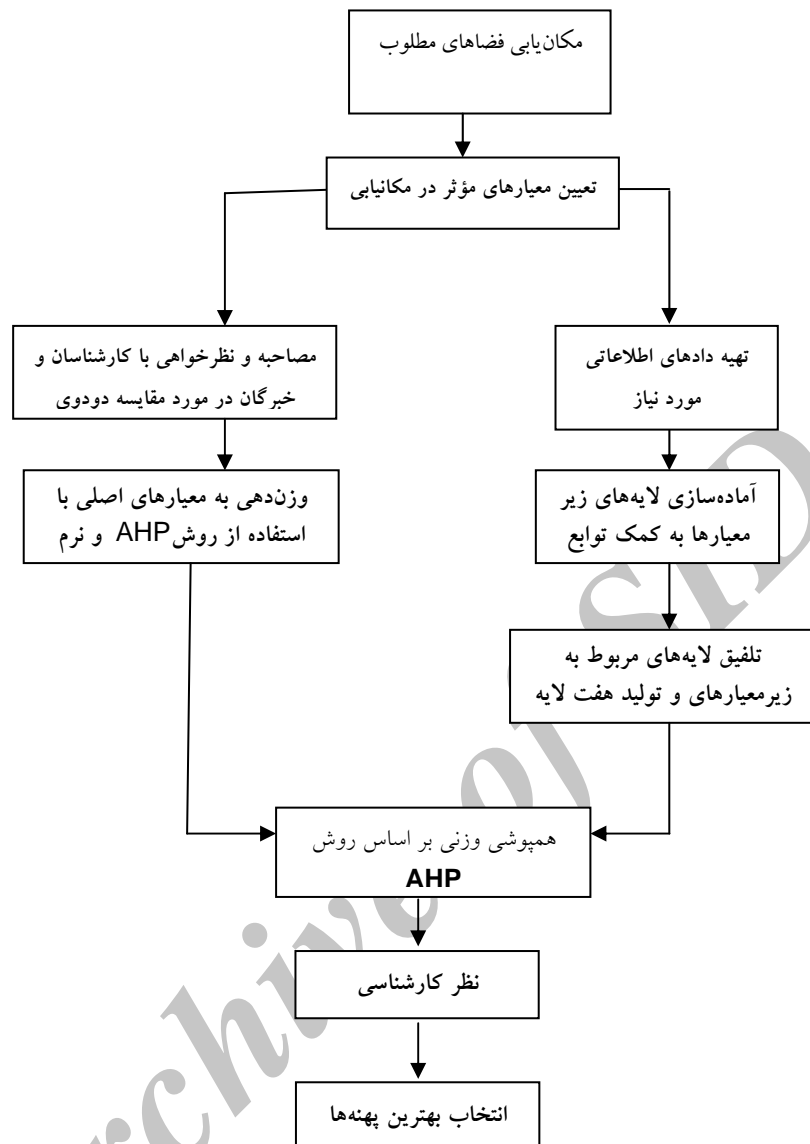 مکان‌یابی فضاهای مطلوب
تعیین معیارهای مؤثر در مکانیابی
مصاحبه و نظرخواهی با کارشناسان و
خبرگان در مورد مقایسه دودوی
وزن‌دهی به معیارهای اصلی با
استفاده از روش AHP و نرم
تهیه دادهای اطلاعاتی
مورد نیاز
آماده‌سازی لایه‌های زیر
معیارها به کمک توابع
تلفیق لایه‌های مربوط به
زیرمعیارهای و تولید هفت لایه
همپوشی وزنی بر اساس روش
AHP
نظر کارشناسی
انتخاب بهترین پهنه‌ها
Archive of SID